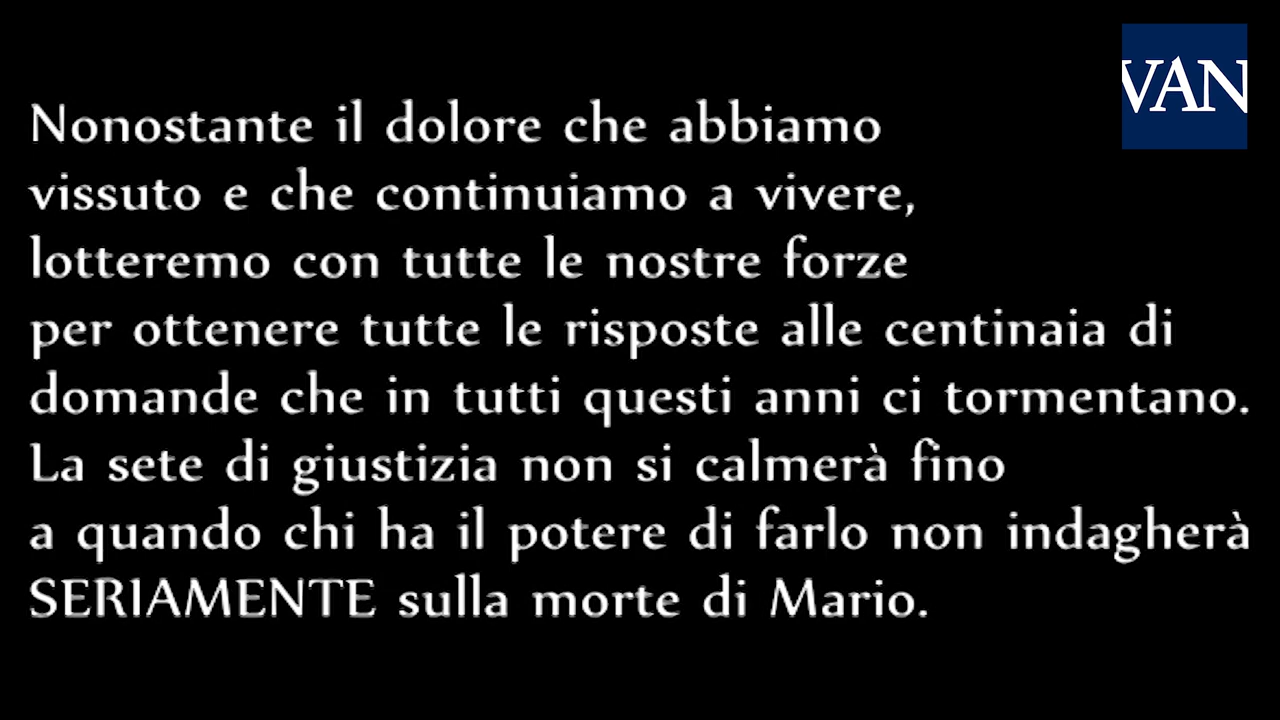 VAN
Nonostante il dolore che abbiamo
vissuto e che continuiamo a vivere,
lotteremo con tutte le nostre forze
per ottenere tutte le risposte alle centinaia di
domande che in tutti questi anni ci tormentano.
La sete di giustizia non si calmerà fino
a quando chi ha il potere di farlo non indagherà
SERIAMENTE sulla morte di Mario.